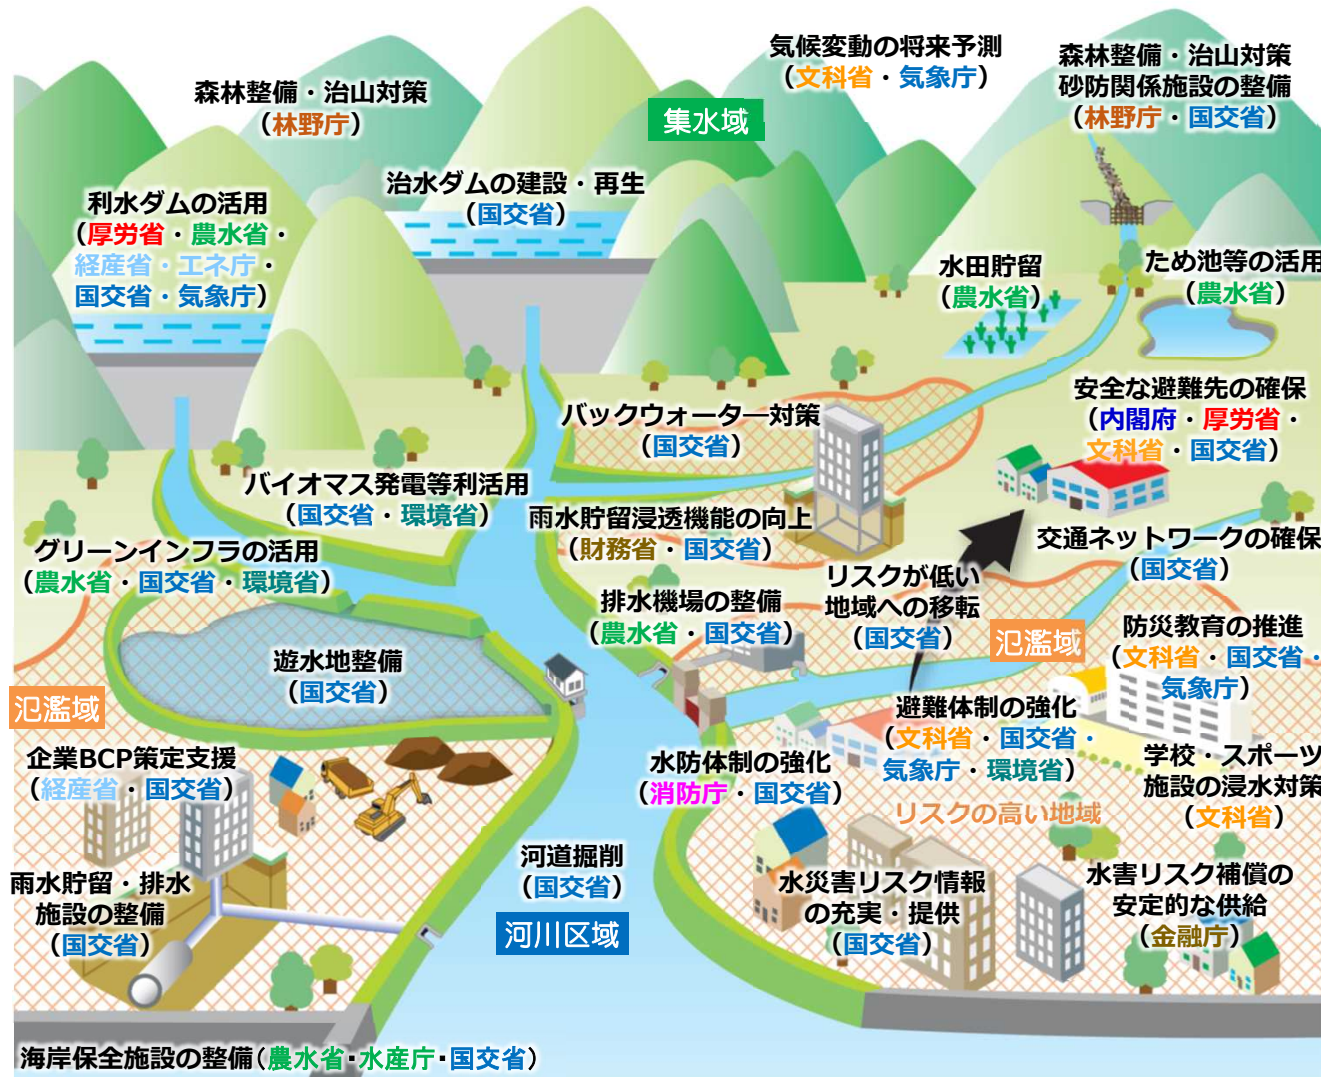 気候変動の将来予測
（文科省・気象庁）
森林整備・治山対策
砂防関係施設の整備
（林野庁・国交省）
森林整備・治山対策
（林野庁）
集水域
治水ダムの建設・再生
（国交省）
利水ダムの活用
（厚労省・農水省・
経産省・エネ庁・
国交省・気象庁）
水田貯留
（農水省）
ため池等の活用
（農水省）
安全な避難先の確保
（内閣府・厚労省・
文科省・国交省）
バックウォーター対策
（国交省）
バイオマス発電等利活用
（国交省・環境省）
雨水貯留浸透機能の向上
（財務省・国交省）
交通ネットワークの確保
（国交省）
グリーンインフラの活用
（農水省・国交省・環境省）
リスクが低い
地域への移転
（国交省）
排水機場の整備
（農水省・国交省）
氾濫域
防災教育の推進
（文科省・国交省・
気象庁）
遊水地整備
（国交省）
氾濫域
避難体制の強化
（文科省・国交省・
気象庁・環境省）
企業BCP策定支援
（経産省・国交省）
水防体制の強化
（消防庁・国交省）
学校・スポーツ
施設の浸水対策
（文科省）
リスクの高い地域
河道掘削
（国交省）
河川区域
雨水貯留・排水
施設の整備
（国交省）
水災害リスク情報
の充実・提供
（国交省）
水害リスク補償の
安定的な供給
（金融庁）
海岸保全施設の整備（農水省・水産庁・国交省）